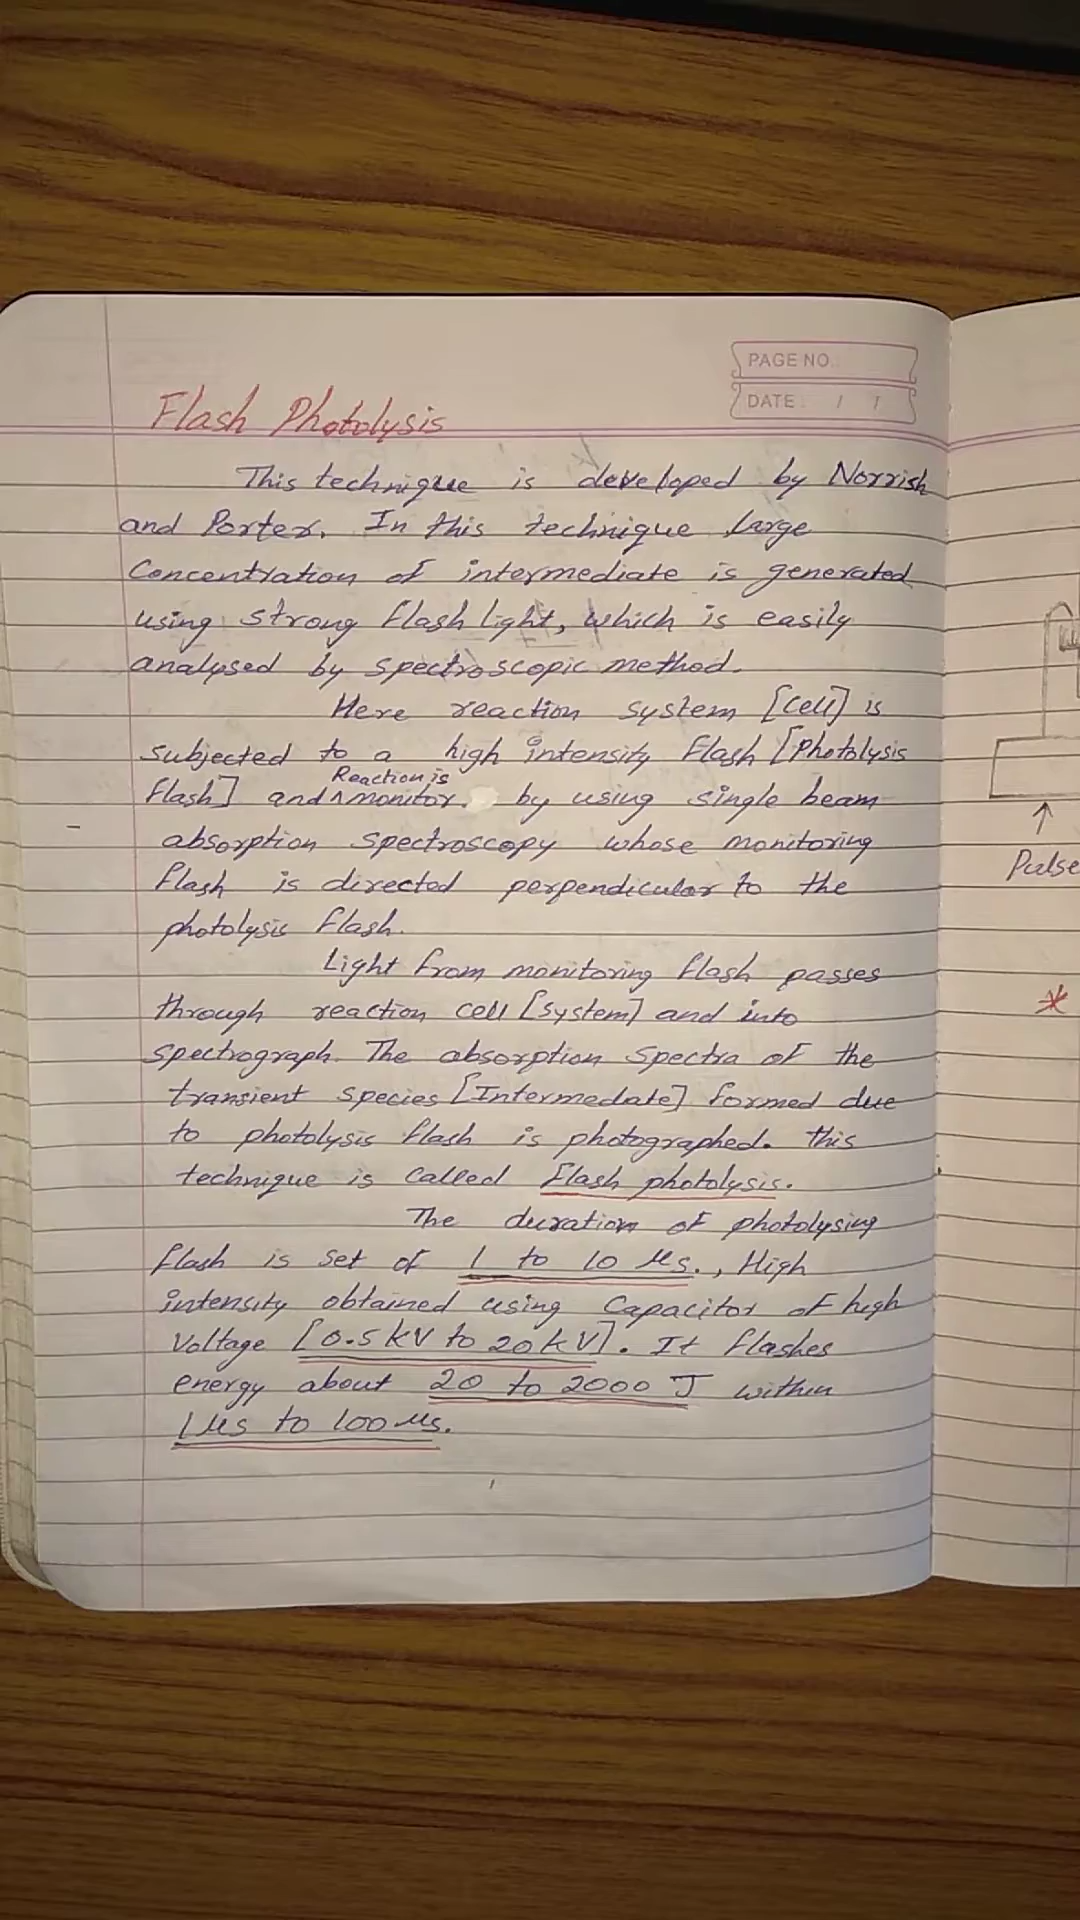 PAGE NO.
DATE: / /
Flash Photolysis
This technique is developed by Norrish
and Porter. In this technique large
Concentration of intermediate is generated
using strong flash light, which is easily
analysed by spectroscopic method.
Here reaction system [cell] is
subjected to a high intensity flash [Photolysis
Reaction is
flash] and ^ monitor. by using single beam
absorption spectroscopy whose monitoring
flash is directed perpendicular to the
photolysis flash.
Light from monitoring flash passes
through reaction cell [system] and into
spectrograph. The absorption spectra of the
transient species [Intermedate] formed due
to photolysis flash is photographed. This
technique is called Flash photolysis.
The duration of photolysing
flash is set of 1 to 10 μs., High
intensity obtained using Capacitor of high
Voltage [0.5 kV to 20 kV]. It flashes
energy about 20 to 2000 J within
1 μs to 100 μs.
Pulse
*